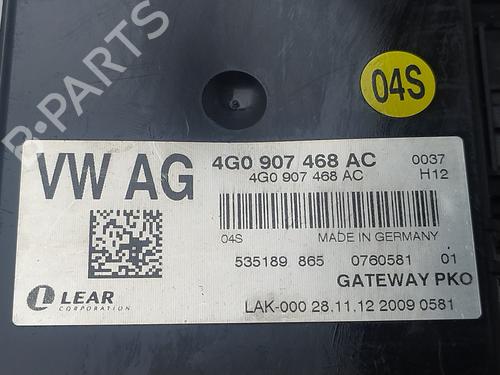 B-PARTS
04S
VW AG
4G0 907 468 AC 0037
4G0 907 468 AC H12
04S MADE IN GERMANY
535189 865 0760581 01
GATEWAY PKO
LEAR
CORPORATION
LAK-000 28.11.12 2009 0581